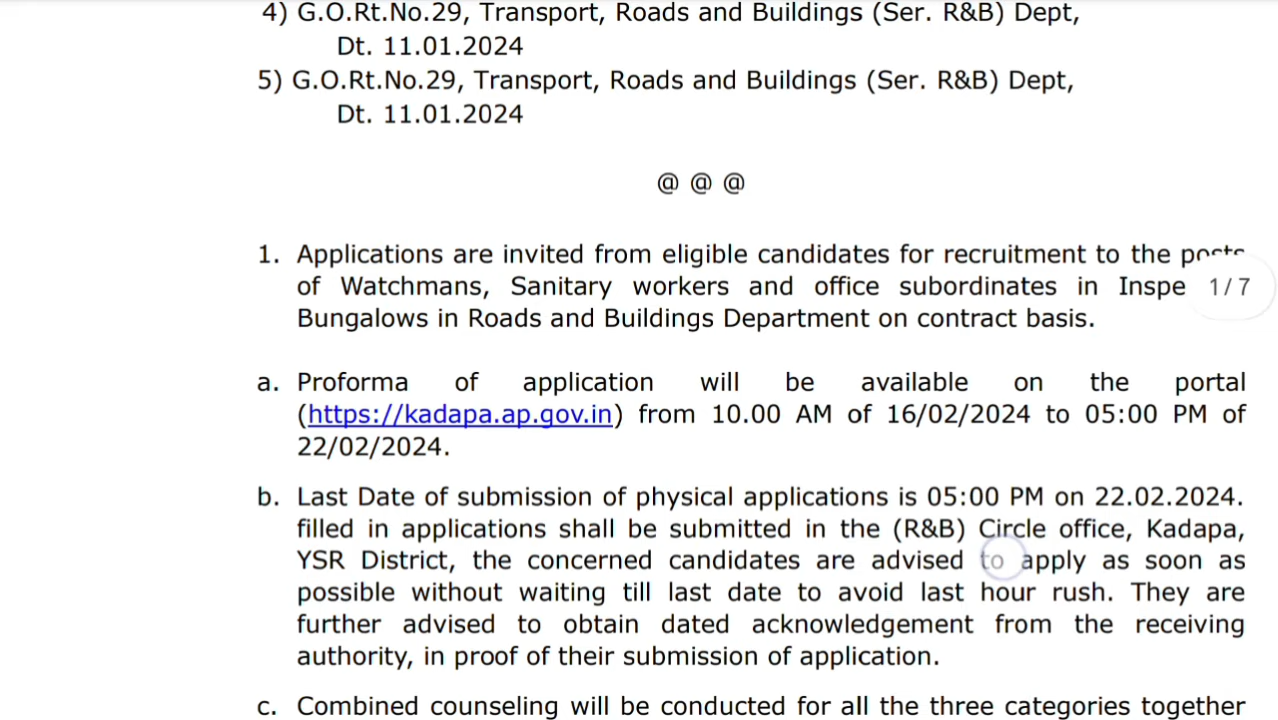 4) G.O.Rt.No.29, Transport, Roads and Buildings (Ser. R&B) Dept,
Dt. 11.01.2024
5) G.O.Rt.No.29, Transport, Roads and Buildings (Ser. R&B) Dept,
Dt. 11.01.2024
@ @ @
1. Applications are invited from eligible candidates for recruitment to the posts
of Watchmans, Sanitary workers and office subordinates in Inspe
1/7
Bungalows in Roads and Buildings Department on contract basis.
a. Proforma of application will be available on the portal
(https://kadapa.ap.gov.in) from 10.00 AM of 16/02/2024 to 05:00 PM of
22/02/2024.
b. Last Date of submission of physical applications is 05:00 PM on 22.02.2024.
filled in applications shall be submitted in the (R&B) Circle office, Kadapa,
YSR District, the concerned candidates are advised to apply as soon as
possible without waiting till last date to avoid last hour rush. They are
further advised to obtain dated acknowledgement from the receiving
authority, in proof of their submission of application.
c. Combined counseling will be conducted for all the three categories together